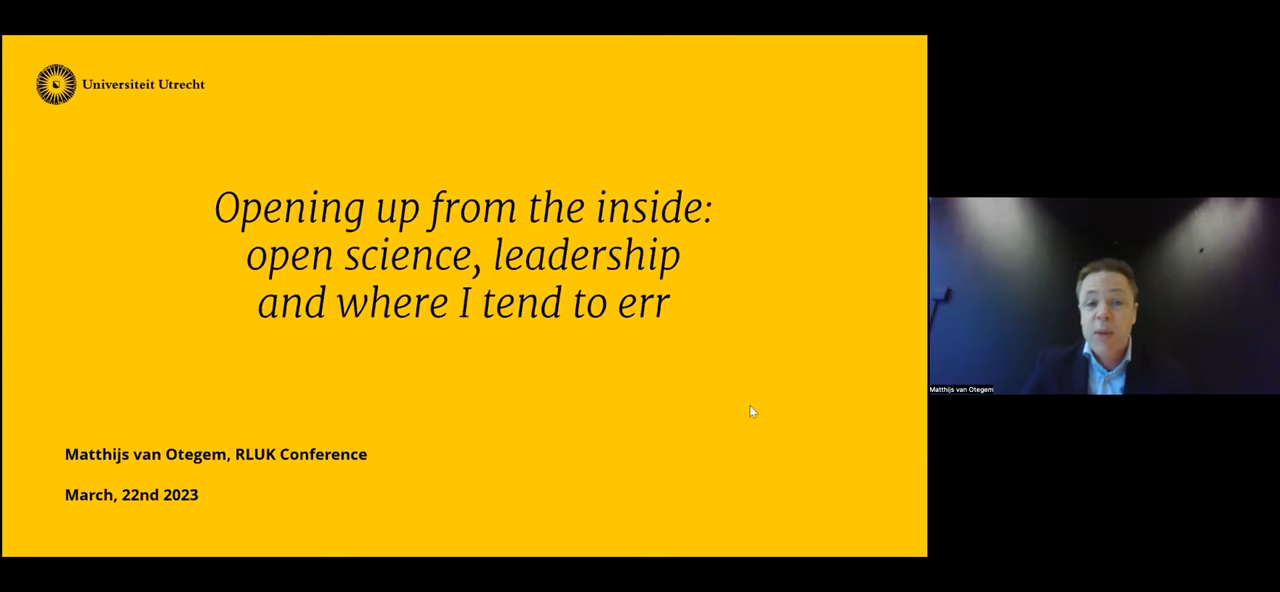 Universiteit Utrecht
Opening up from the inside:
open science, leadership
and where I tend to err
Matthijs van Otegem, RLUK Conference
March, 22nd 2023
Matthijs van Otegem